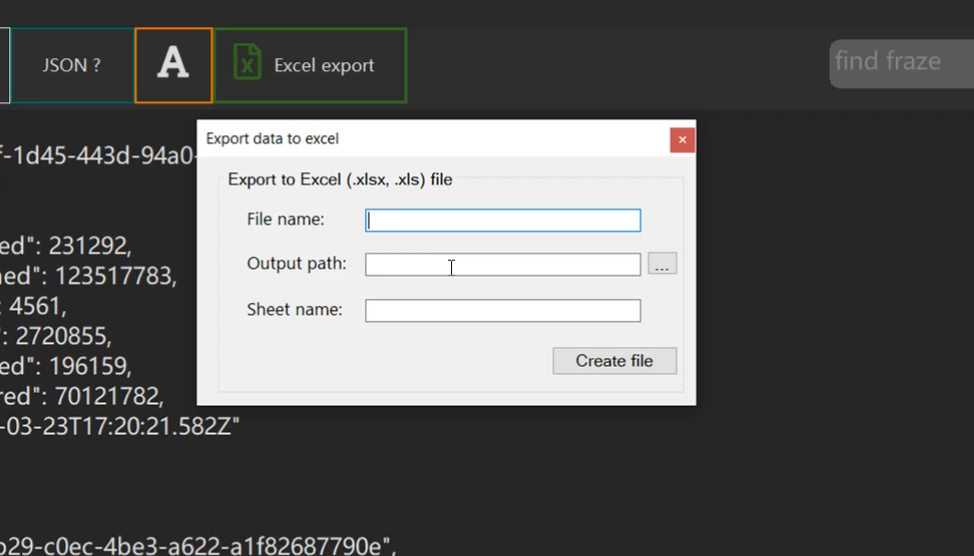 JSON ?
A
Excel export
find fraze
f-1d45-443d-94a0-
Export data to excel
Export to Excel (.xlsx, .xls) file
File name:
Output path:
...
Sheet name:
Create file
ed": 231292,
ned": 123517783,
: 4561,
": 2720855,
ed": 196159,
red": 70121782,
-03-23T17:20:21.582Z"
b29-c0ec-4be3-a622-a1f82687790e",